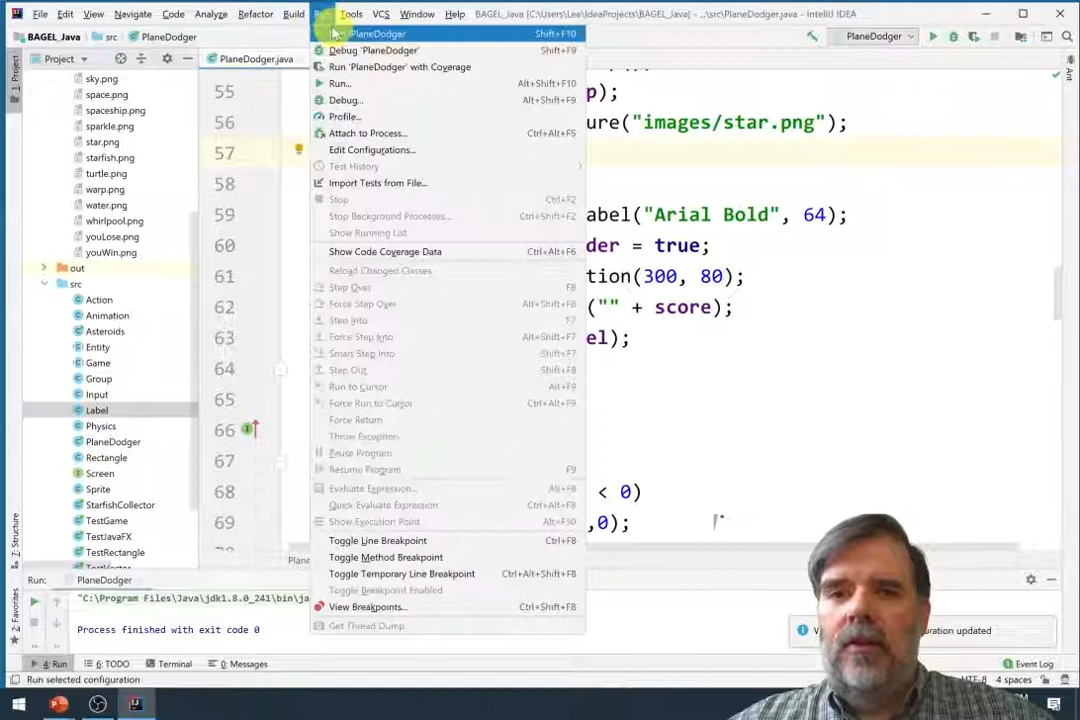 File Edit View Navigate Code Analyze Refactor Build Run Tools VCS Window Help BAGEL_Java [C:\Users\Lee\IdeaProjects\BAGEL_Java] - ...\src\PlaneDodger.java - IntelliJ IDEA
BAGEL_Java src PlaneDodger PlaneDodger
Project PlaneDodger.java
1: Project
Ant
sky.png
space.png
spaceship.png
sparkle.png
star.png
starfish.png
turtle.png
warp.png
water.png
whirlpool.png
youLose.png
youWin.png
out
src
Action
Animation
Asteroids
Entity
Game
Group
Input
Label
Physics
PlaneDodger
Rectangle
Screen
Sprite
StarfishCollector
TestGame
TestJavaFX
TestRectangle
TestVector
'PlaneDodger' Shift+F10
Debug 'PlaneDodger' Shift+F9
Run 'PlaneDodger' with Coverage
Run... Alt+Shift+F10
Debug... Alt+Shift+F9
Profile...
Attach to Process... Ctrl+Alt+F5
Edit Configurations...
Test History
Import Tests from File...
Stop Ctrl+F2
Stop Background Processes... Ctrl+Shift+F2
Show Running List
Show Code Coverage Data Ctrl+Alt+F6
Reload Changed Classes
Step Over F8
Force Step Over Alt+Shift+F8
Step Into F7
Force Step Into Alt+Shift+F7
Smart Step Into Shift+F7
Step Out Shift+F8
Run to Cursor Alt+F9
Force Run to Cursor Ctrl+Alt+F9
Force Return
Throw Exception
Pause Program
Resume Program F9
Evaluate Expression... Alt+F8
Quick Evaluate Expression Ctrl+Alt+F8
Show Execution Point Alt+F10
Toggle Line Breakpoint Ctrl+F8
Toggle Method Breakpoint
Toggle Temporary Line Breakpoint Ctrl+Alt+Shift+F8
Toggle Breakpoint Enabled
View Breakpoints... Ctrl+Shift+F8
Get Thread Dump
55 p);
56 ure("images/star.png");
57
58
59 abel("Arial Bold", 64);
60 der = true;
61 tion(300, 80);
62 ("" + score);
63 el);
64
65
66
67
68 < 0)
69 ,0);
Plane
Run: PlaneDodger
"C:\Program Files\Java\jdk1.8.0_241\bin\ja
Process finished with exit code 0
uration updated
7: Structure
2: Favorites
4: Run 6: TODO Terminal 0: Messages Event Log
Run selected configuration UTF-8 4 spaces